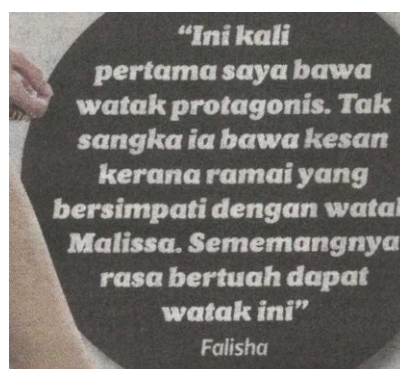 “Ini kali
pertama saya bawa
watak protagonis. Tak
sangka ia bawa kesan
kerana ramai yang
bersimpati dengan watak
Malissa. Sememangnya
rasa bertuah dapat
watak ini”
Falisha